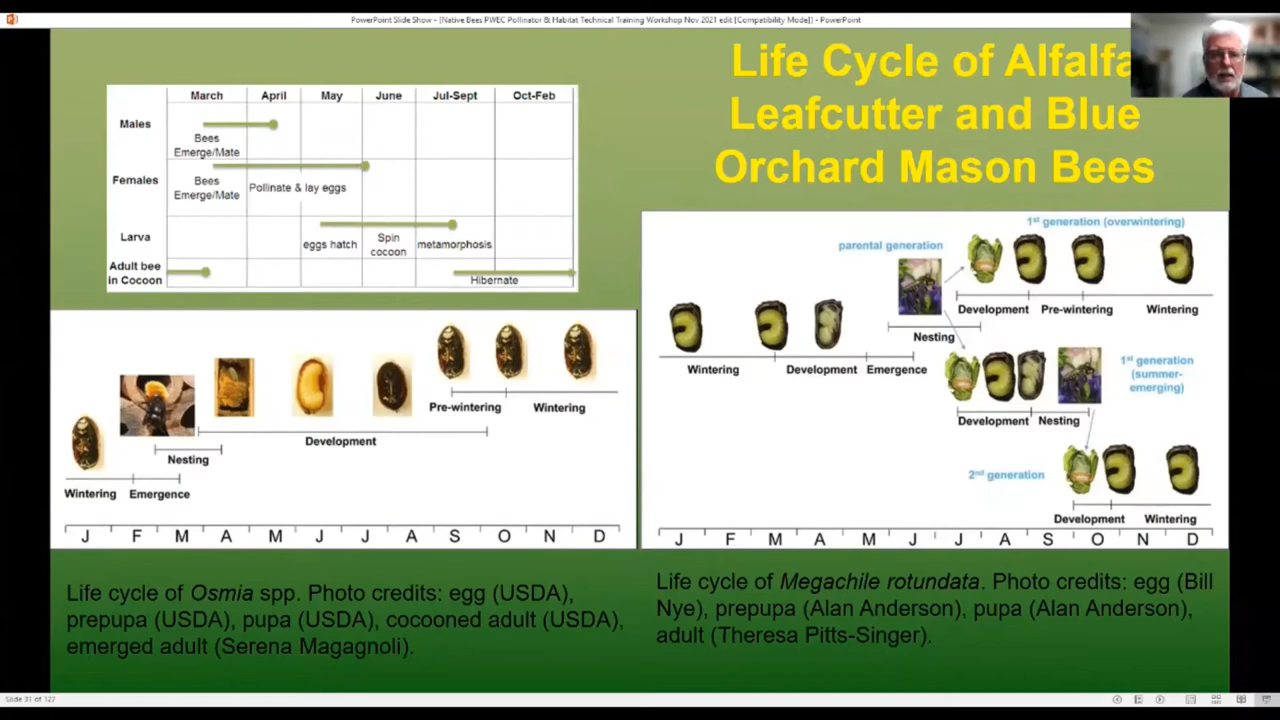 PowerPoint Slide Show - [Native Bees PWEC Pollinator & Habitat Technical Training Workshop Nov 2021 edit [Compatibility Mode]] - PowerPoint
Life Cycle of Alfalfa
Leafcutter and Blue
Orchard Mason Bees
March April May June Jul-Sept Oct-Feb
Males
Bees
Emerge/Mate
Females
Bees
Emerge/Mate
Pollinate & lay eggs
Larva
eggs hatch
Spin
cocoon
metamorphosis
Adult bee
in Cocoon
Hibernate
Pre-wintering
Wintering
Development
Nesting
Wintering
Emergence
J F M A M J J A S O N D
Life cycle of Osmia spp. Photo credits: egg (USDA),
prepupa (USDA), pupa (USDA), cocooned adult (USDA),
emerged adult (Serena Magagnoli).
1st generation (overwintering)
parental generation
Development
Pre-wintering
Wintering
Nesting
Wintering
Development
Emergence
1st generation
(summer-
emerging)
Development
Nesting
2nd generation
Development
Wintering
J F M A M J J A S O N D
Life cycle of Megachile rotundata. Photo credits: egg (Bill
Nye), prepupa (Alan Anderson), pupa (Alan Anderson),
adult (Theresa Pitts-Singer).
Slide 31 of 127